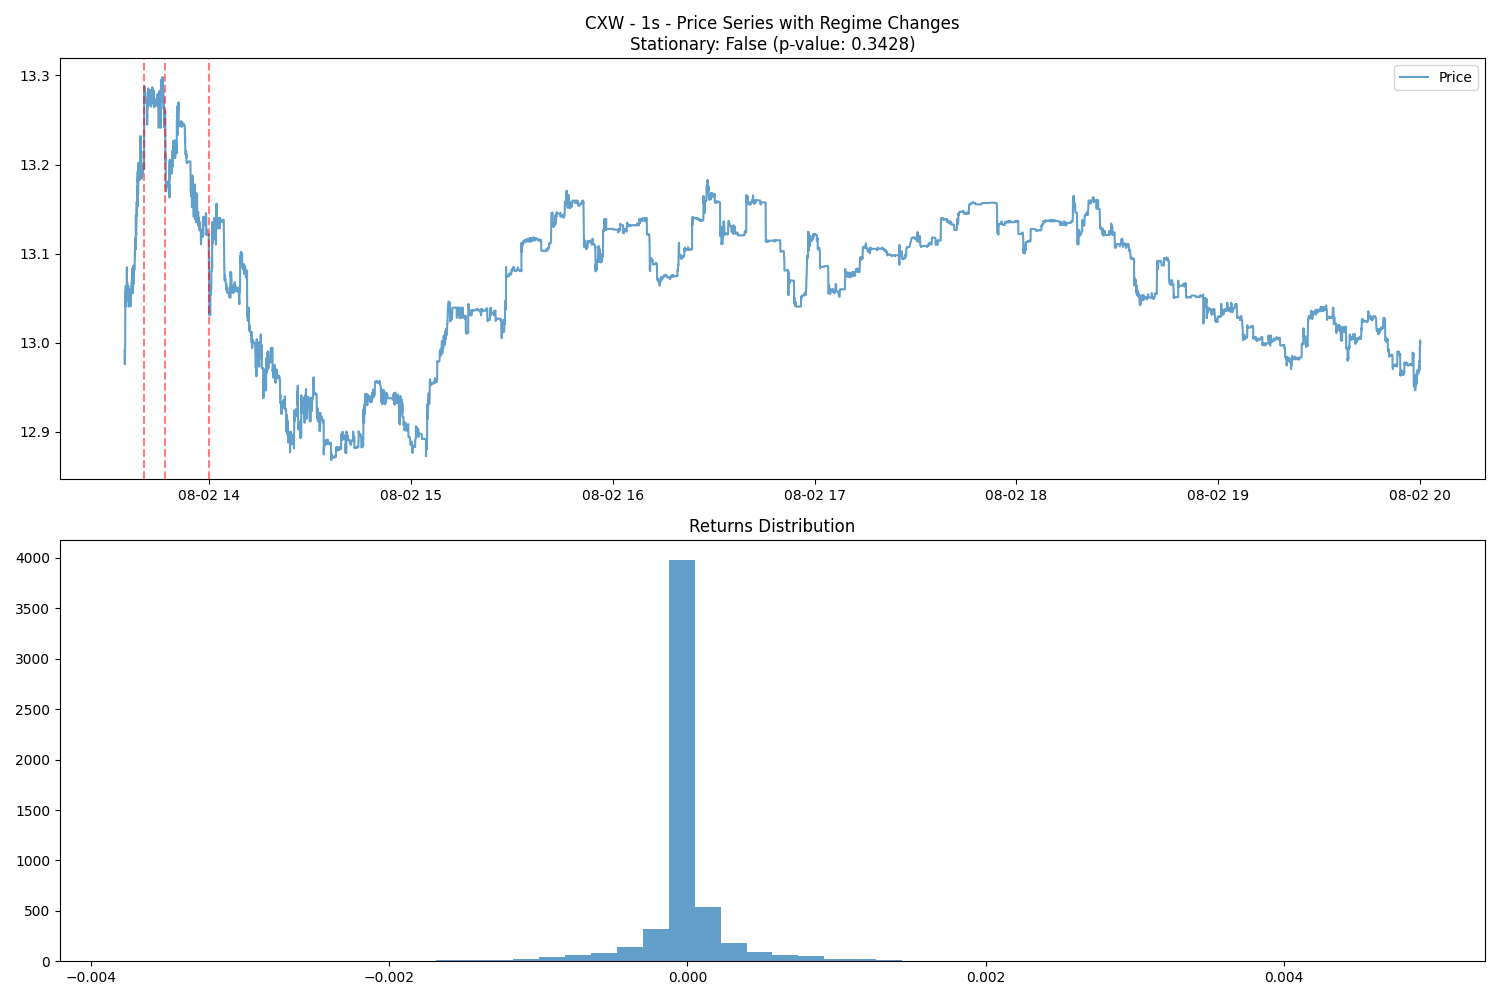 CXW - 1s - Price Series with Regime Changes
Stationary: False (p-value: 0.3428)
Price
13.3
13.2
13.1
13.0
12.9
08-02 14 08-02 15 08-02 16 08-02 17 08-02 18 08-02 19 08-02 20
Returns Distribution
4000
3500
3000
2500
2000
1500
1000
500
0
−0.004 −0.002 0.000 0.002 0.004